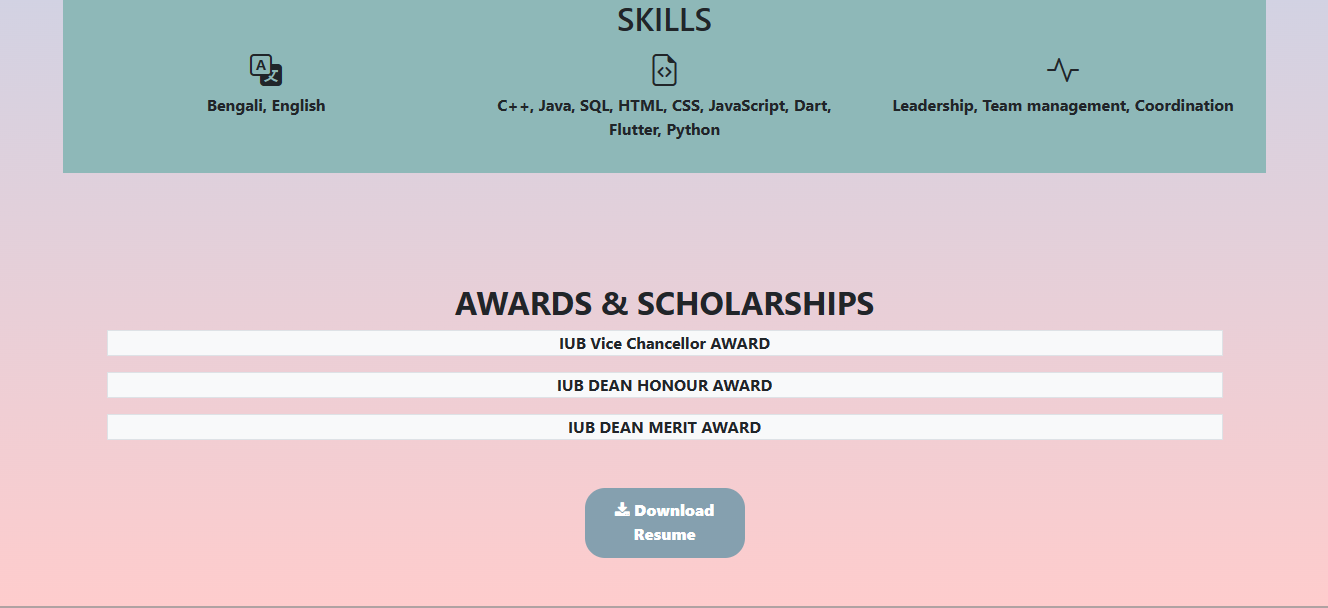 SKILLS
A 文
Bengali, English
C++, Java, SQL, HTML, CSS, JavaScript, Dart,
Flutter, Python
Leadership, Team management, Coordination
AWARDS & SCHOLARSHIPS
IUB Vice Chancellor AWARD
IUB DEAN HONOUR AWARD
IUB DEAN MERIT AWARD
Download
Resume